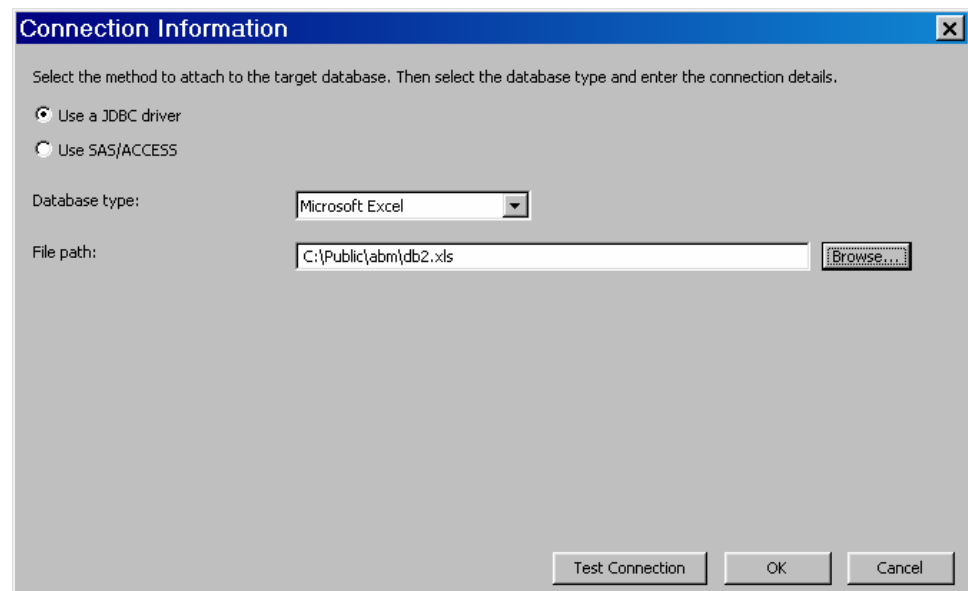 Connection Information
Select the method to attach to the target database. Then select the database type and enter the connection details.
Use a JDBC driver
Use SAS/ACCESS
Database type:
Microsoft Excel
File path:
C:\Public\abm\db2.xls
Browse...
Test Connection
OK
Cancel